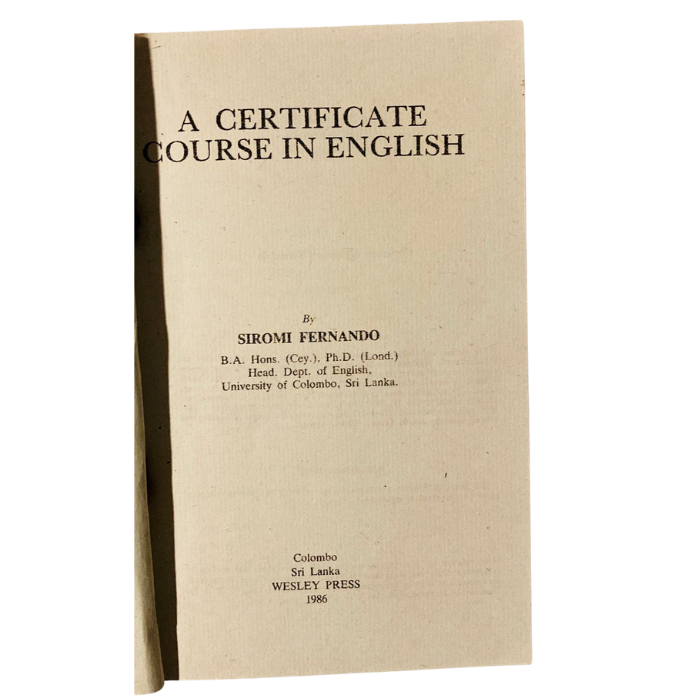 A CERTIFICATE
COURSE IN ENGLISH
By
SIROMI FERNANDO
B.A. Hons. (Cey.), Ph.D. (Lond.)
Head. Dept. of English,
University of Colombo, Sri Lanka.
Colombo
Sri Lanka
WESLEY PRESS
1986